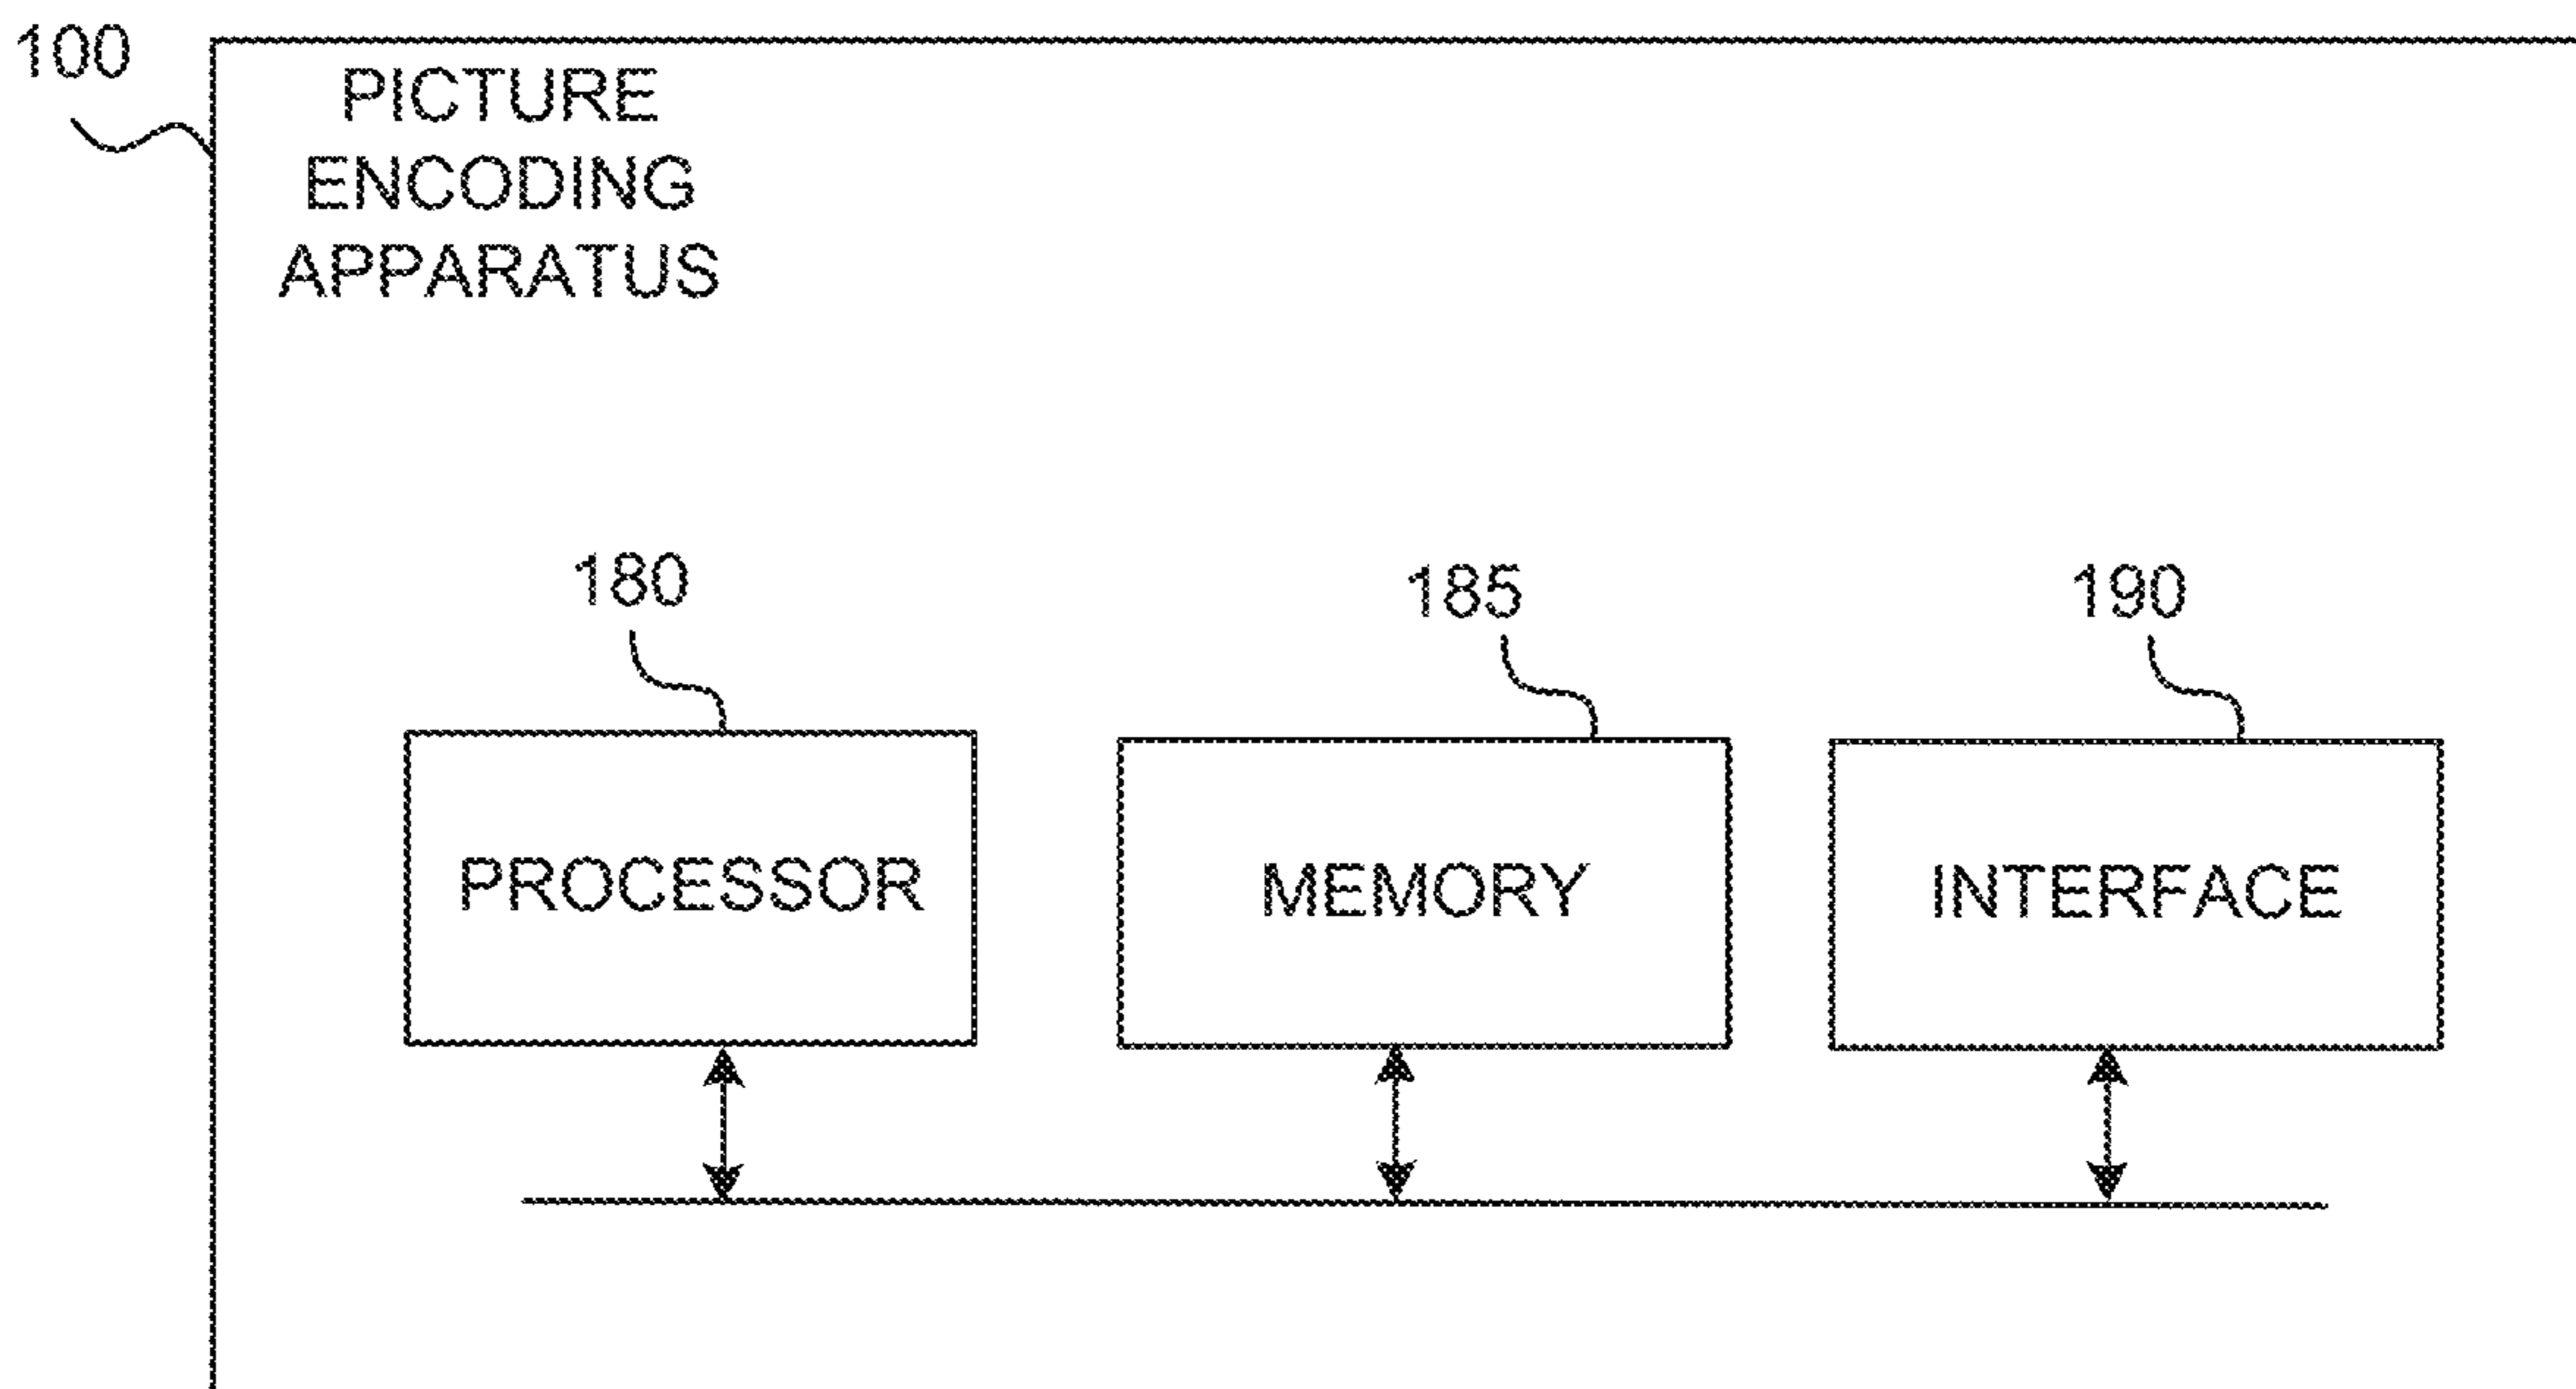 100
PICTURE
ENCODING
APPARATUS
180
185
190
PROCESSOR
MEMORY
INTERFACE